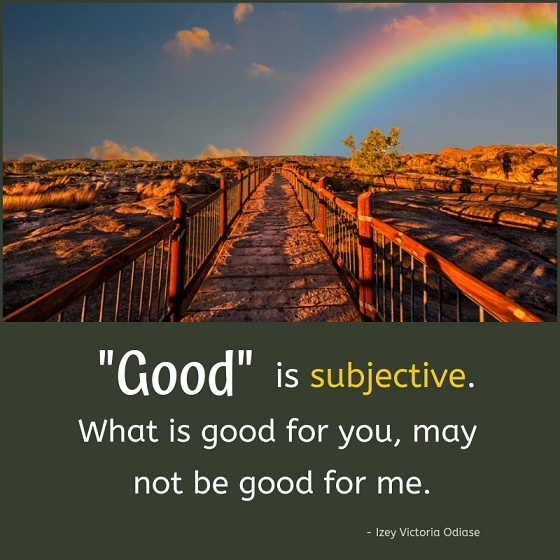 "Good" is subjective.
What is good for you, may
not be good for me.
- Izey Victoria Odiase